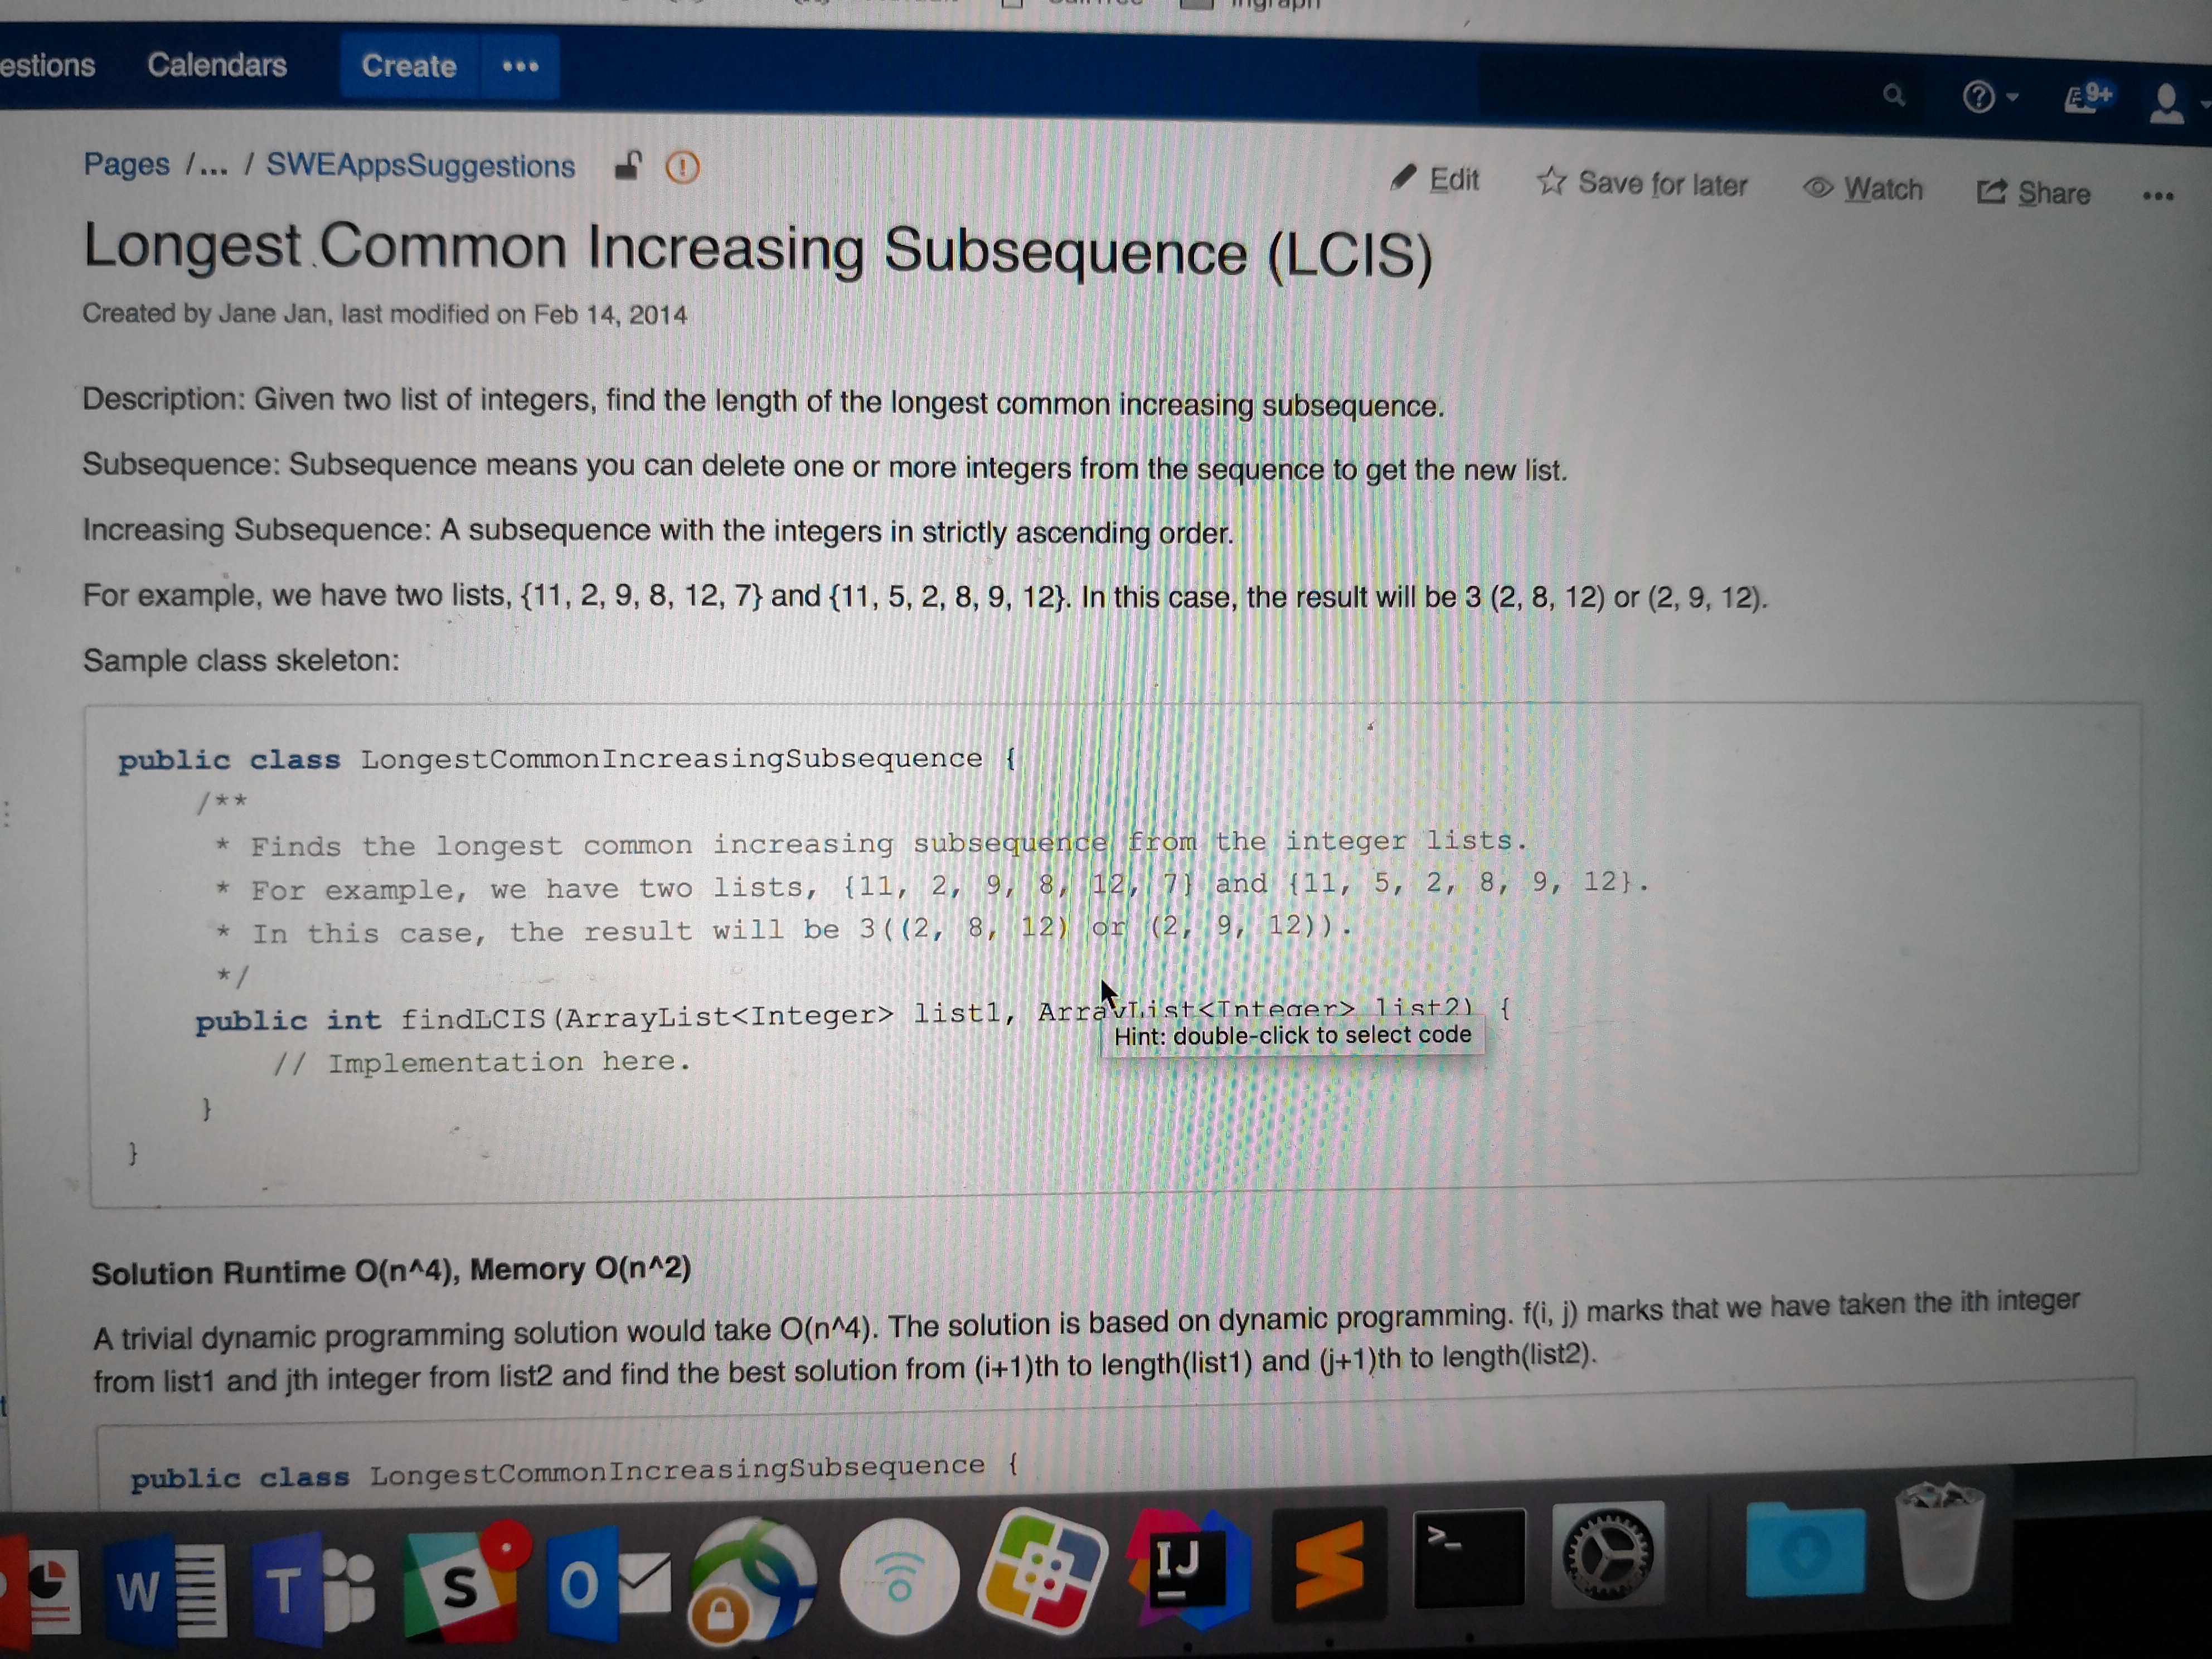 estions Calendars Create •••
9+
Pages /... / SWEAppsSuggestions
Edit Save for later Watch Share •••
Longest Common Increasing Subsequence (LCIS)
Created by Jane Jan, last modified on Feb 14, 2014
Description: Given two list of integers, find the length of the longest common increasing subsequence.
Subsequence: Subsequence means you can delete one or more integers from the sequence to get the new list.
Increasing Subsequence: A subsequence with the integers in strictly ascending order.
For example, we have two lists, {11, 2, 9, 8, 12, 7} and {11, 5, 2, 8, 9, 12}. In this case, the result will be 3 (2, 8, 12) or (2, 9, 12).
Sample class skeleton:
public class LongestCommonIncreasingSubsequence {
/**
* Finds the longest common increasing subsequence from the integer lists.
* For example, we have two lists, {11, 2, 9, 8, 12, 7} and {11, 5, 2, 8, 9, 12}.
* In this case, the result will be 3((2, 8, 12) or (2, 9, 12)).
*/
public int findLCIS(ArrayList<Integer> list1, ArrayList<Integer> list2) {
Hint: double-click to select code
// Implementation here.
}
}
Solution Runtime O(n^4), Memory O(n^2)
A trivial dynamic programming solution would take O(n^4). The solution is based on dynamic programming. f(i, j) marks that we have taken the ith integer
from list1 and jth integer from list2 and find the best solution from (i+1)th to length(list1) and (j+1)th to length(list2).
public class LongestCommonIncreasingSubsequence {
W T S O IJ >_